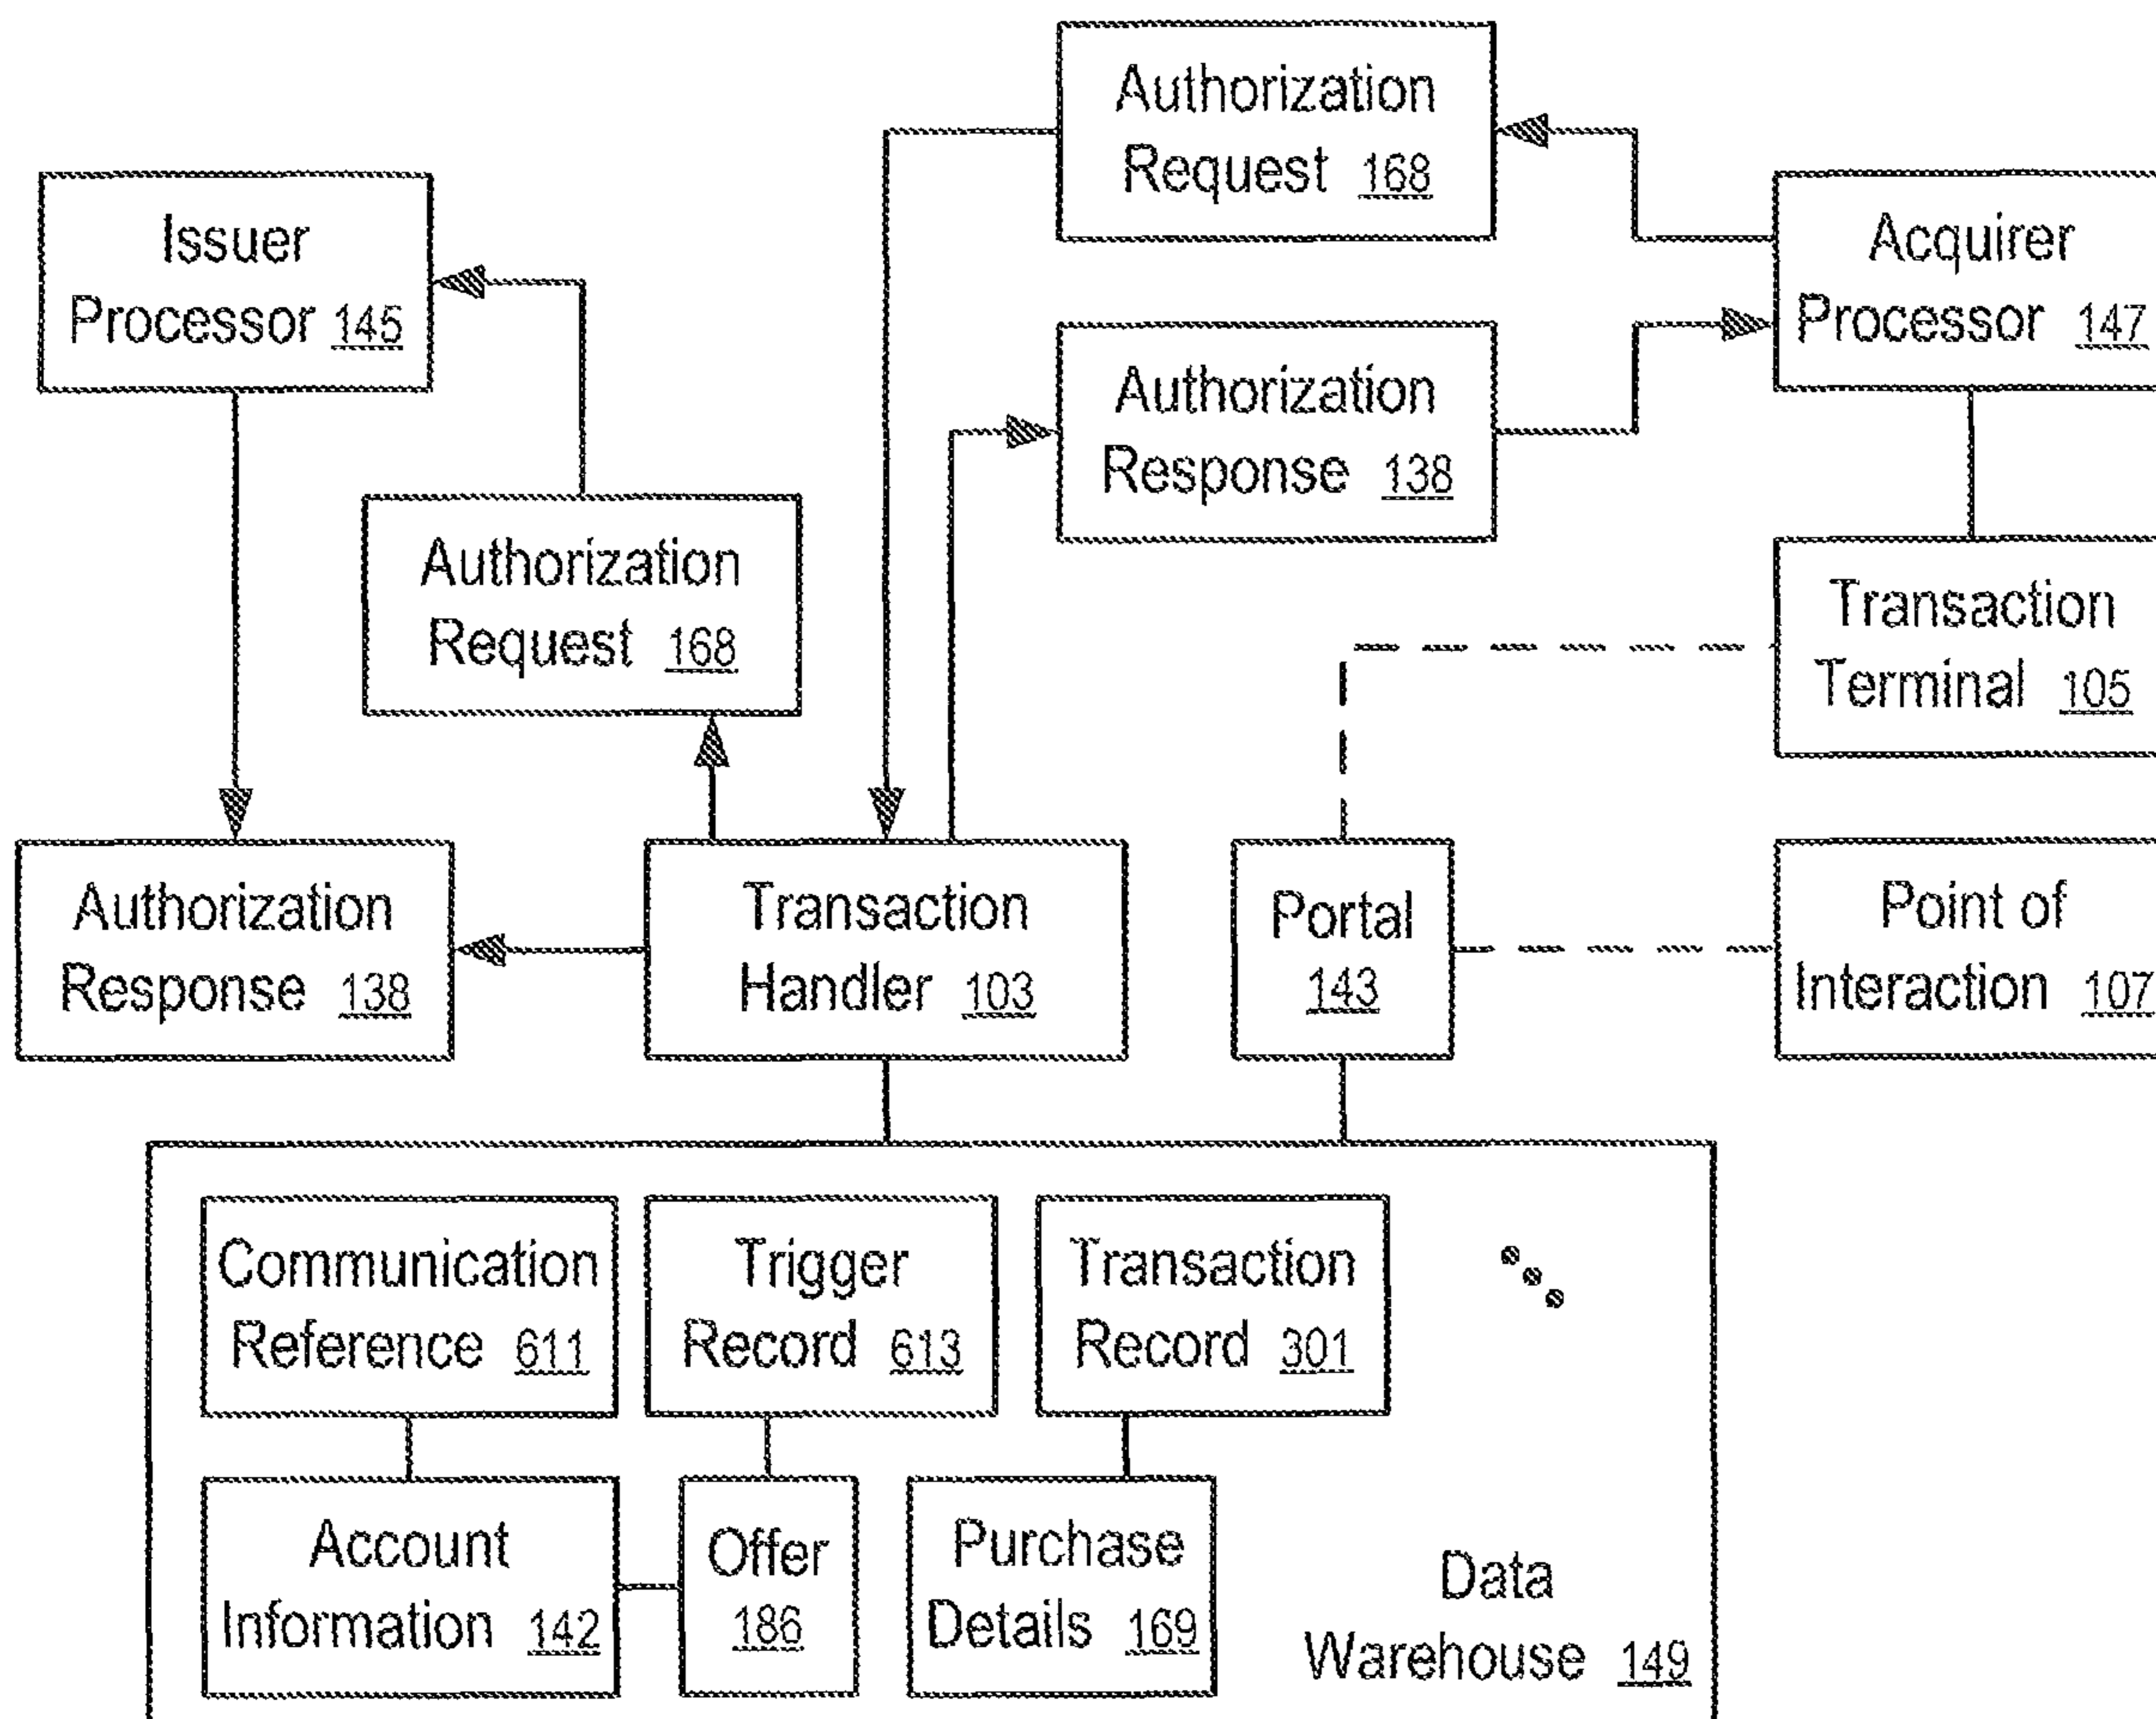 Authorization
Request 168
Issuer
Processor 145
Acquirer
Processor 147
Authorization
Response 138
Authorization
Request 168
Transaction
Terminal 105
Authorization
Response 138
Transaction
Handler 103
Portal
143
Point of
Interaction 107
Communication
Reference 611
Trigger
Record 613
Transaction
Record 301
Account
Information 142
Offer
186
Purchase
Details 169
Data
Warehouse 149